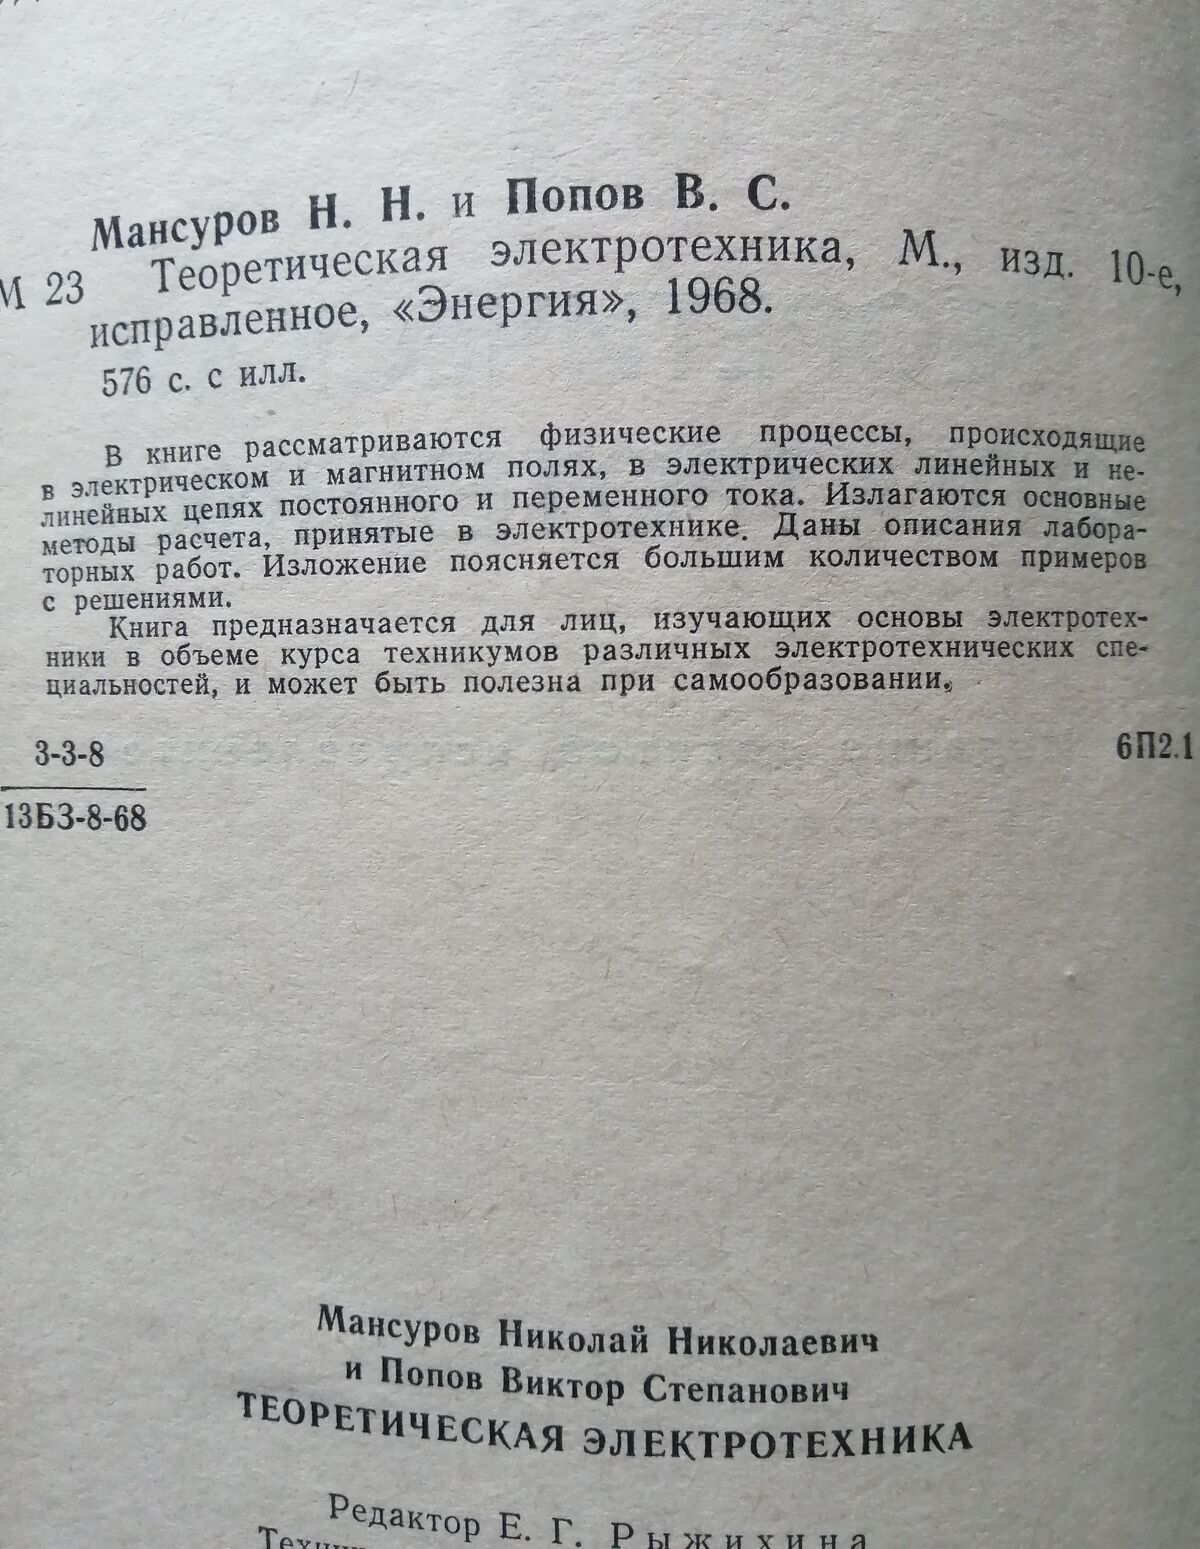 Мансуров Н. Н. и Попов В. С.
М 23 Теоретическая электротехника, М., изд. 10-е,
исправленное, «Энергия», 1968.
576 с. с илл.
В книге рассматриваются физические процессы, происходящие
в электрическом и магнитном полях, в электрических линейных и не-
линейных цепях постоянного и переменного тока. Излагаются основные
методы расчета, принятые в электротехнике. Даны описания лабора-
торных работ. Изложение поясняется большим количеством примеров
с решениями.
Книга предназначается для лиц, изучающих основы электротех-
ники в объеме курса техникумов различных электротехнических спе-
циальностей, и может быть полезна при самообразовании.
3-3-8 6П2.1
13БЗ-8-68
Мансуров Николай Николаевич
и Попов Виктор Степанович
ТЕОРЕТИЧЕСКАЯ ЭЛЕКТРОТЕХНИКА
Редактор Е. Г. Рыжихина